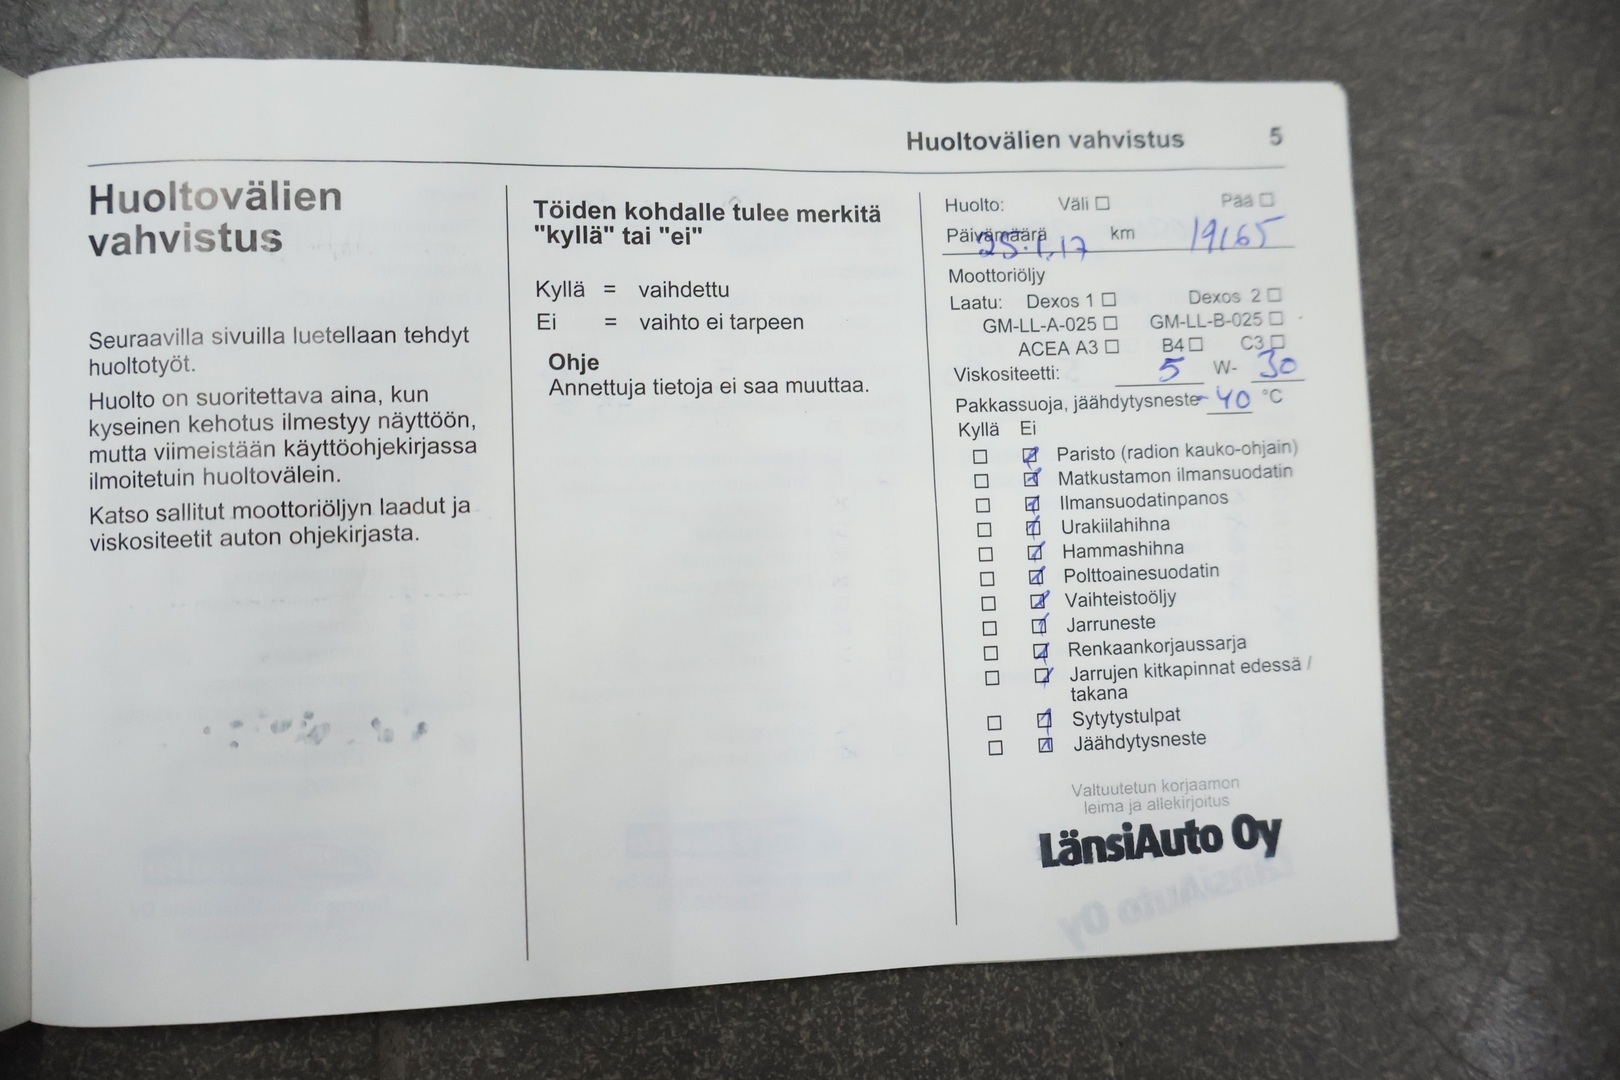 Huoltovälien vahvistus 5
Huoltovälien
vahvistus
Seuraavilla sivuilla luetellaan tehdyt
huoltotyöt.
Huolto on suoritettava aina, kun
kyseinen kehotus ilmestyy näyttöön,
mutta viimeistään käyttöohjekirjassa
ilmoitetuin huoltovälein.
Katso sallitut moottoriöljyn laadut ja
viskositeetit auton ohjekirjasta.
Töiden kohdalle tulee merkitä
"kyllä" tai "ei"
Kyllä = vaihdettu
Ei = vaihto ei tarpeen
Ohje
Annettuja tietoja ei saa muuttaa.
Huolto: Väli Pää
Päivämäärä 25.1.17 km 19165
Moottoriöljy
Laatu: Dexos 1 Dexos 2
GM-LL-A-025 GM-LL-B-025
ACEA A3 B4 C3
Viskositeetti: 5 W- 30
Pakkassuoja, jäähdytysneste -40 °C
Kyllä Ei
Paristo (radion kauko-ohjain)
Matkustamon ilmansuodatin
Ilmansuodatinpanos
Urakiilahihna
Hammashihna
Polttoainesuodatin
Vaihteistoöljy
Jarruneste
Renkaankorjaussarja
Jarrujen kitkapinnat edessä /
takana
Sytytystulpat
Jäähdytysneste
Valtuutetun korjaamon
leima ja allekirjoitus
LänsiAuto Oy